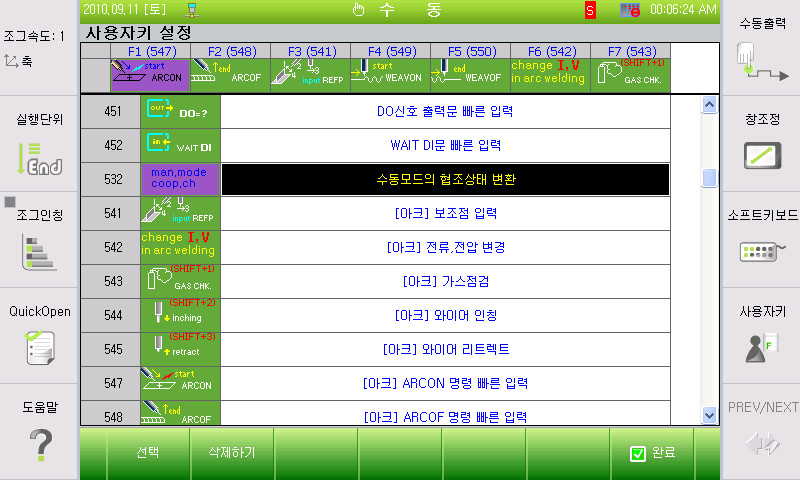 2010.09.11 [토]
수 동
S
00:06:24 AM
조그속도: 1
축
실행단위
End
조그인칭
QuickOpen
도움말
사용자키 설정
F1 (547) F2 (548) F3 (541) F4 (549) F5 (550) F6 (542) F7 (543)
start ARCON
end ARCOF
input REFP
start WEAVON
end WEAVOF
change I,V
in arc welding
(SHIFT+1)
GAS CHK.
451 OUT DO=? DO신호 출력문 빠른 입력
452 in WAIT DI WAIT DI문 빠른 입력
532 man,mode
coop,ch 수동모드의 협조상태 변환
541 input REFP [아크] 보조점 입력
542 change I,V
in arc welding [아크] 전류,전압 변경
543 (SHIFT+1)
GAS CHK. [아크] 가스점검
544 (SHIFT+2)
inching [아크] 와이어 인칭
545 (SHIFT+3)
retract [아크] 와이어 리트렉트
547 start
ARCON [아크] ARCON 명령 빠른 입력
548 end
ARCOF [아크] ARCOF 명령 빠른 입력
선택 삭제하기 완료
수동출력
창조정
소프트키보드
사용자키
F
PREV/NEXT